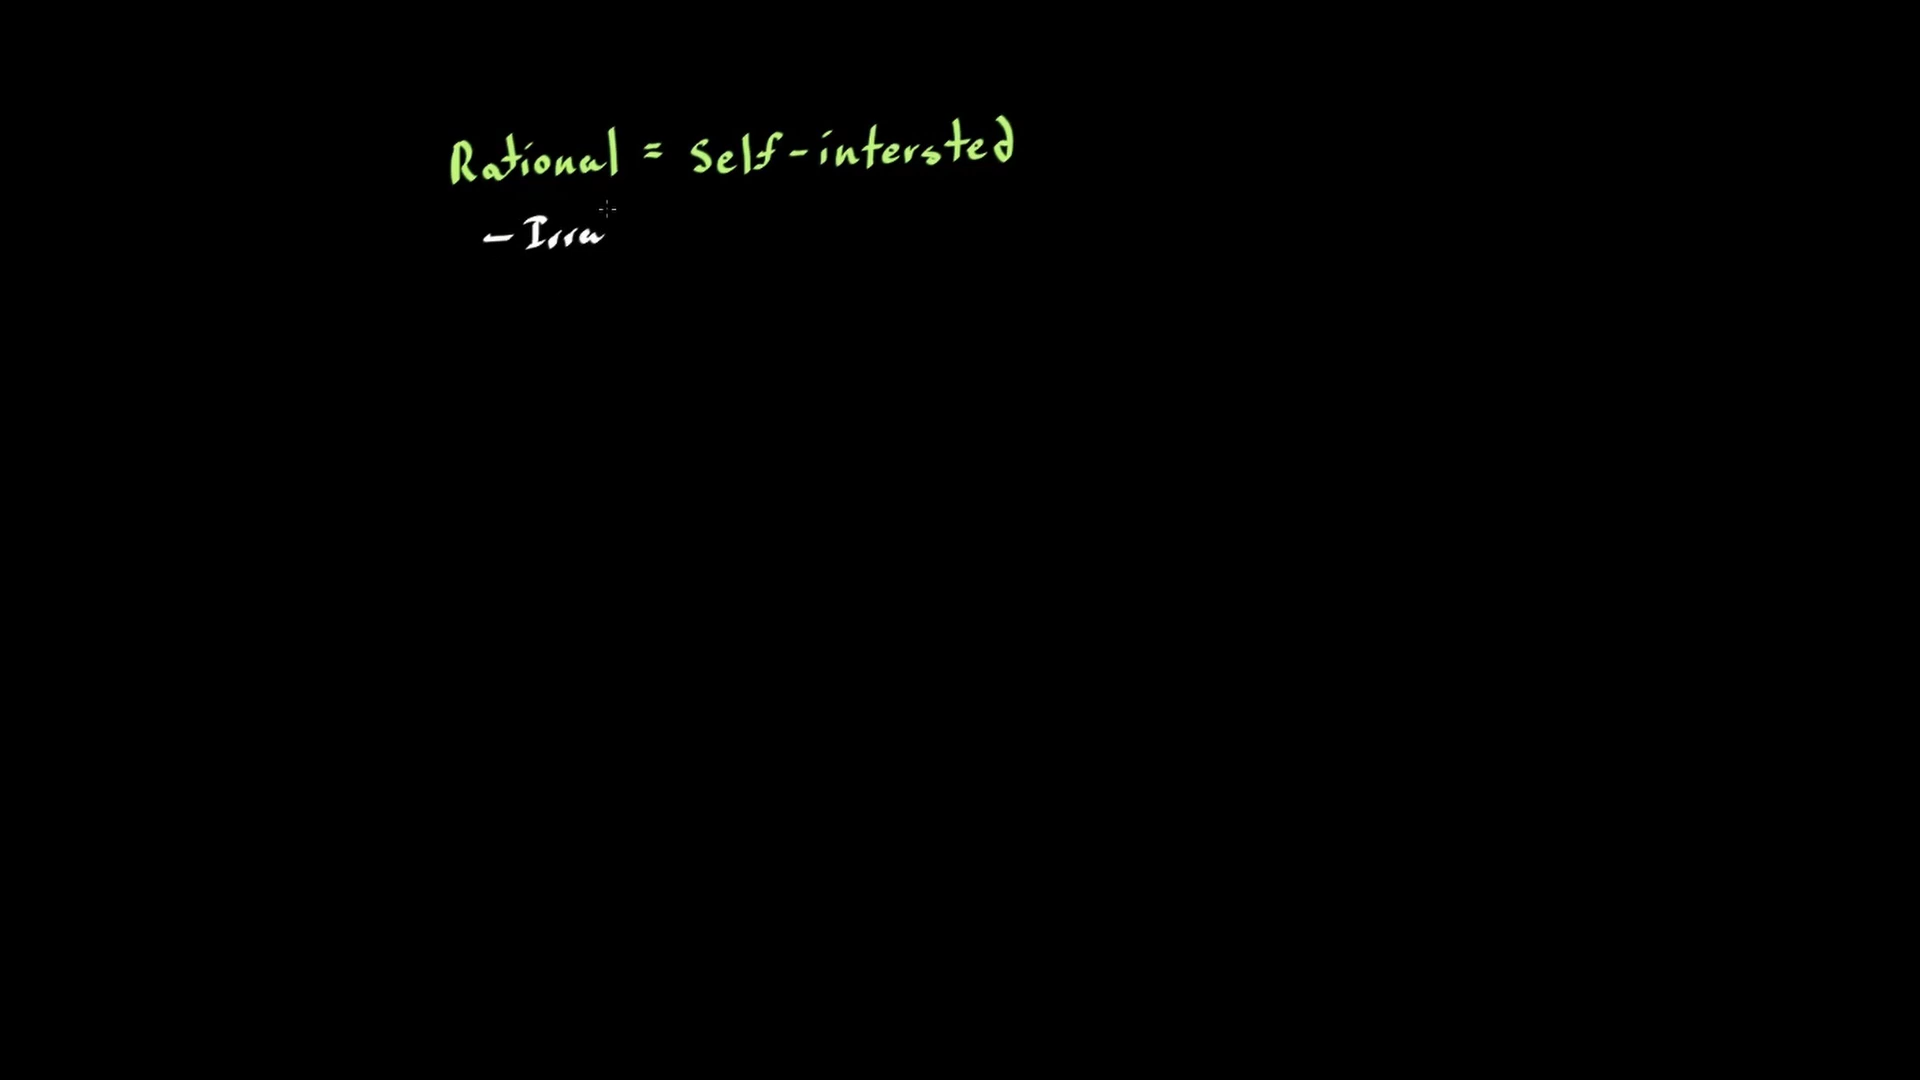 Rational = Self-intersted
- Irra